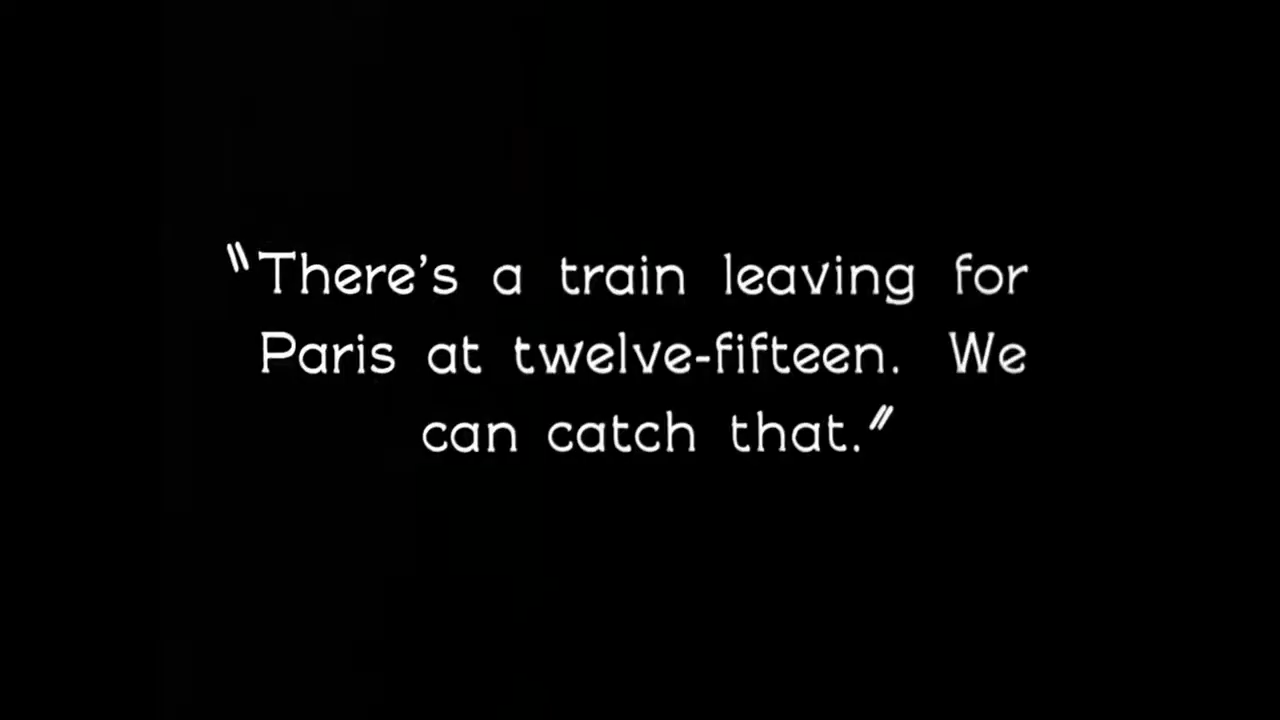 "There's a train leaving for
Paris at twelve-fifteen. We
can catch that."